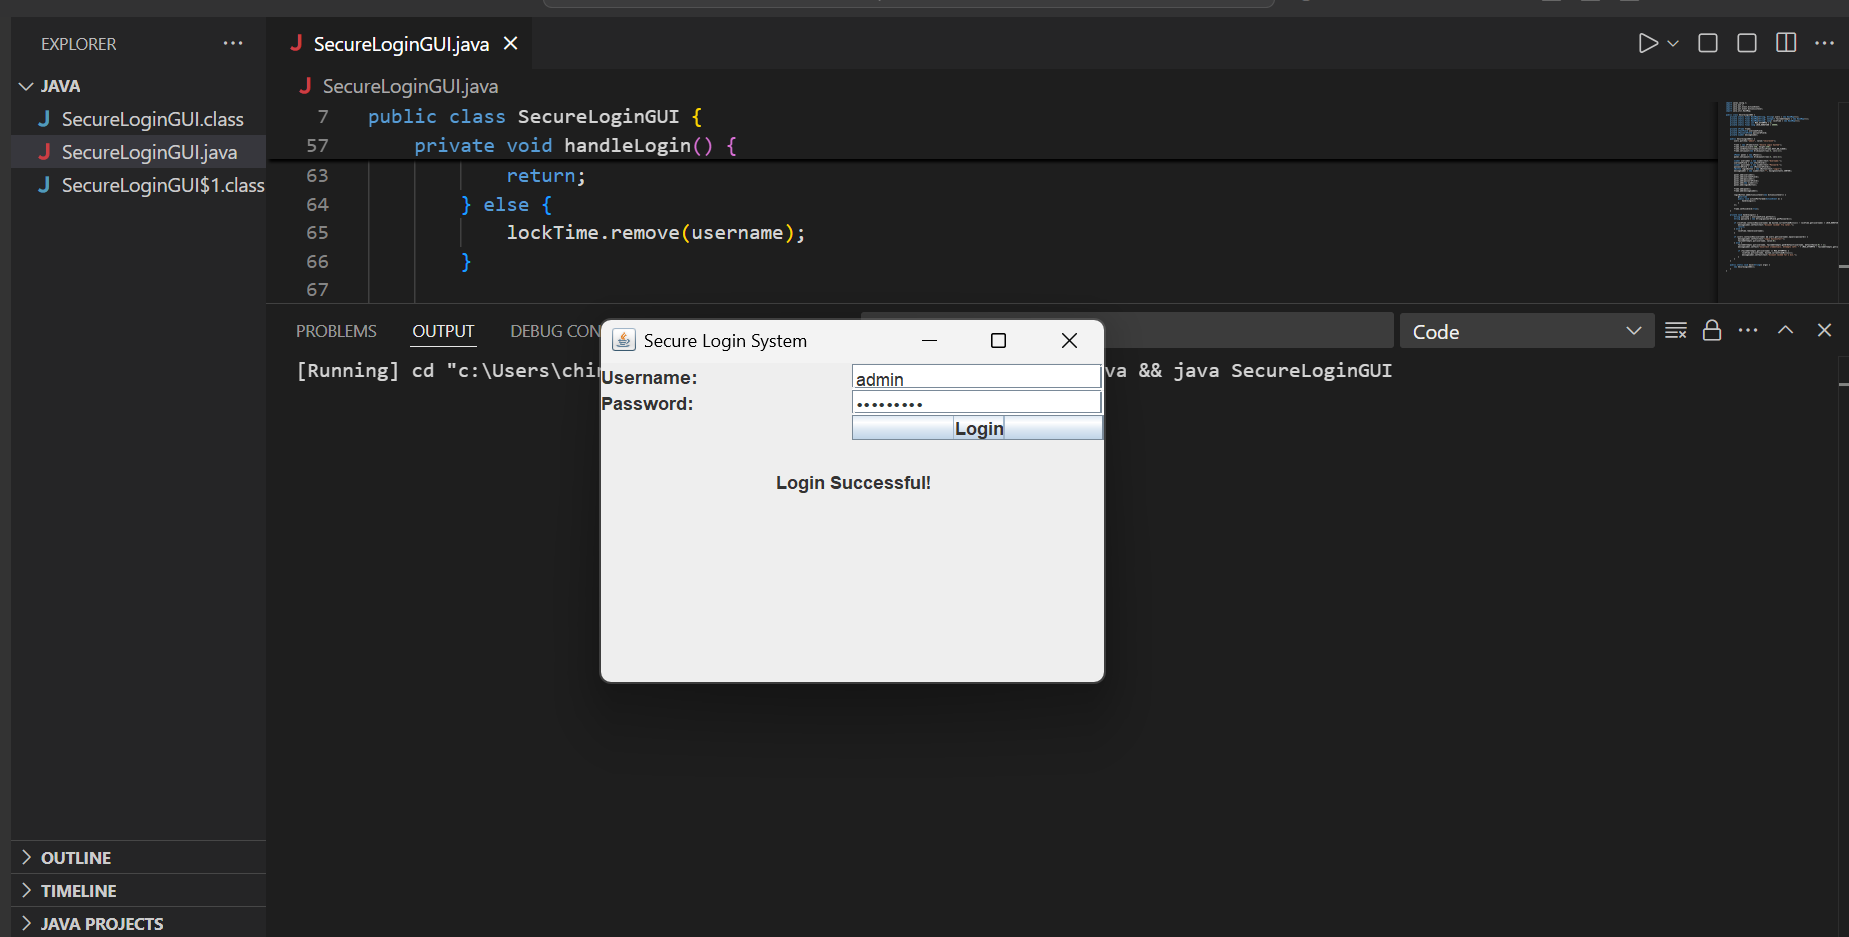 EXPLORER
JAVA
SecureLoginGUI.class
SecureLoginGUI.java
SecureLoginGUI$1.class
OUTLINE
TIMELINE
JAVA PROJECTS
SecureLoginGUI.java
SecureLoginGUI.java
7 public class SecureLoginGUI {
57 private void handleLogin() {
63 return;
64 } else {
65 lockTime.remove(username);
66 }
67
PROBLEMS OUTPUT DEBUG CON
Code
[Running] cd "c:\Users\chi va && java SecureLoginGUI
Secure Login System
Username: admin
Password: •••••••••
Login
Login Successful!